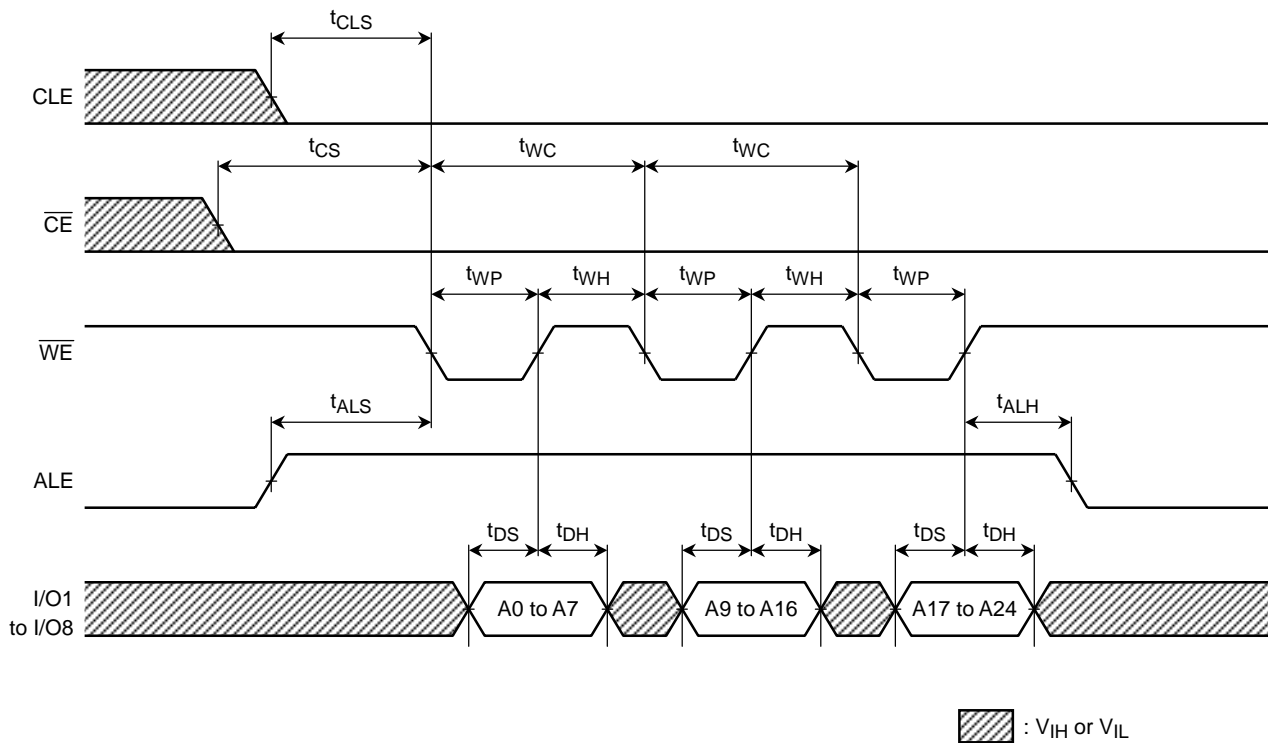 tCLS
CLE
tCS tWC tWC
CE
tWP tWH tWP tWH tWP
WE
tALS tALH
ALE
tDS tDH tDS tDH tDS tDH
I/O1
to I/O8
A0 to A7 A9 to A16 A17 to A24
: VIH or VIL